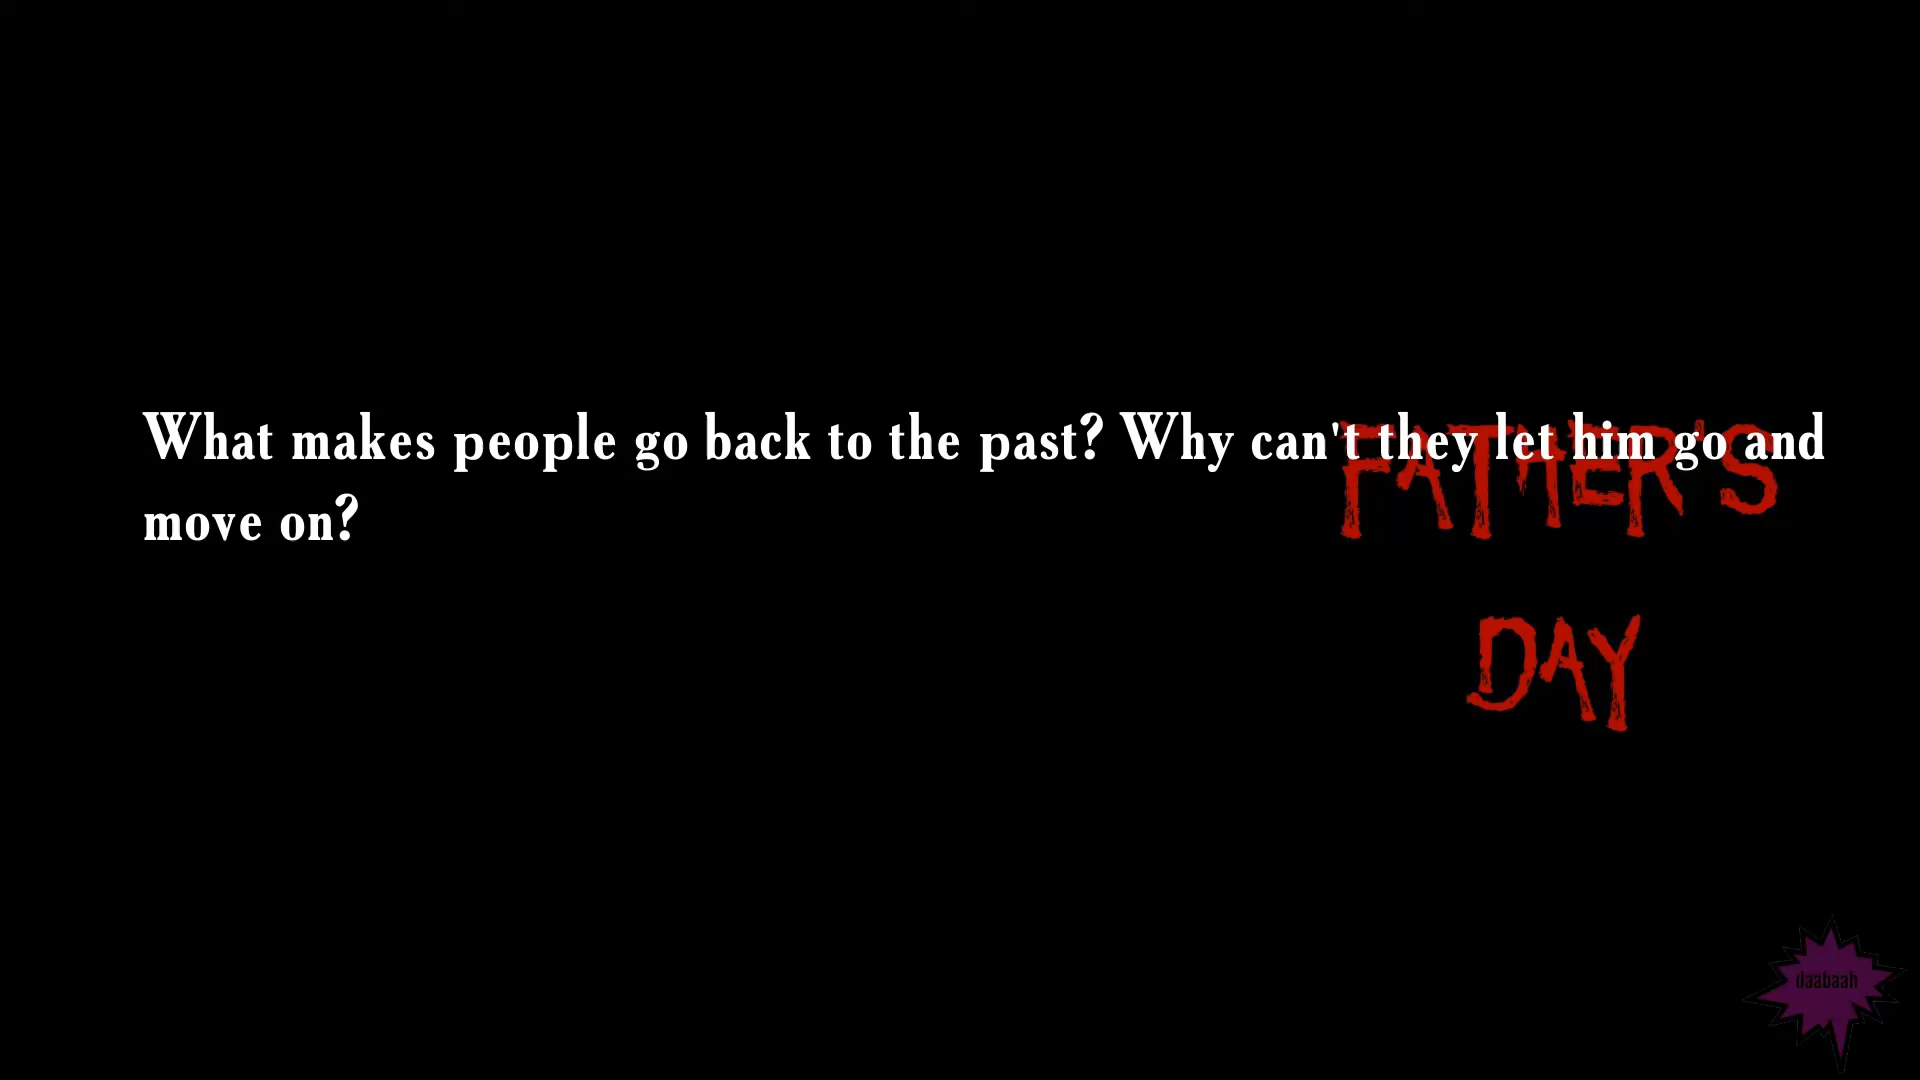 What makes people go back to the past? Why can't they let him go and
move on?
FATHER'S
DAY
daabaah